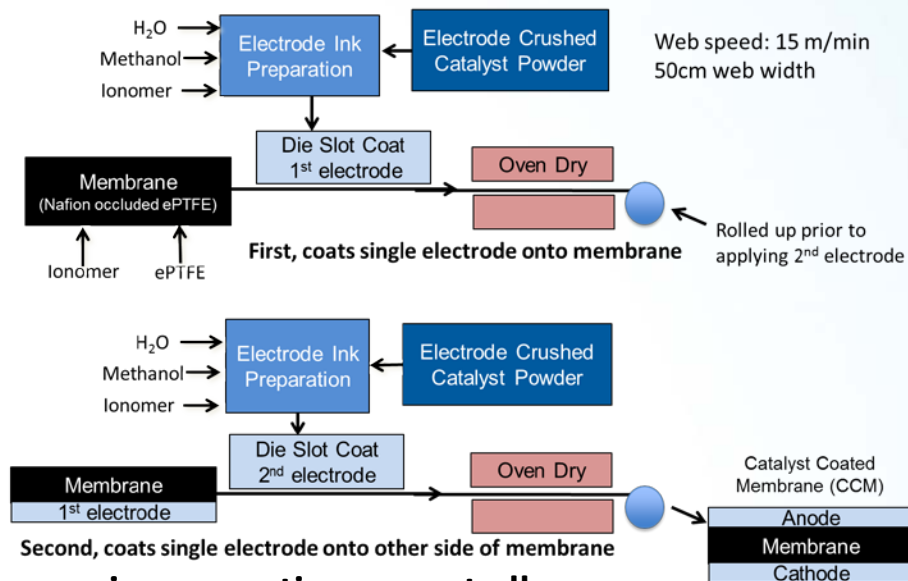 H₂O
Methanol
Ionomer
Electrode Ink
Preparation
Electrode Crushed
Catalyst Powder
Web speed: 15 m/min
50cm web width
Die Slot Coat
1st electrode
Membrane
(Nafion occluded ePTFE)
Oven Dry
Ionomer
ePTFE
First, coats single electrode onto membrane
Rolled up prior to
applying 2nd electrode
H₂O
Methanol
Ionomer
Electrode Ink
Preparation
Electrode Crushed
Catalyst Powder
Die Slot Coat
2nd electrode
Membrane
1st electrode
Oven Dry
Catalyst Coated
Membrane (CCM)
Anode
Membrane
Cathode
Second, coats single electrode onto other side of membrane